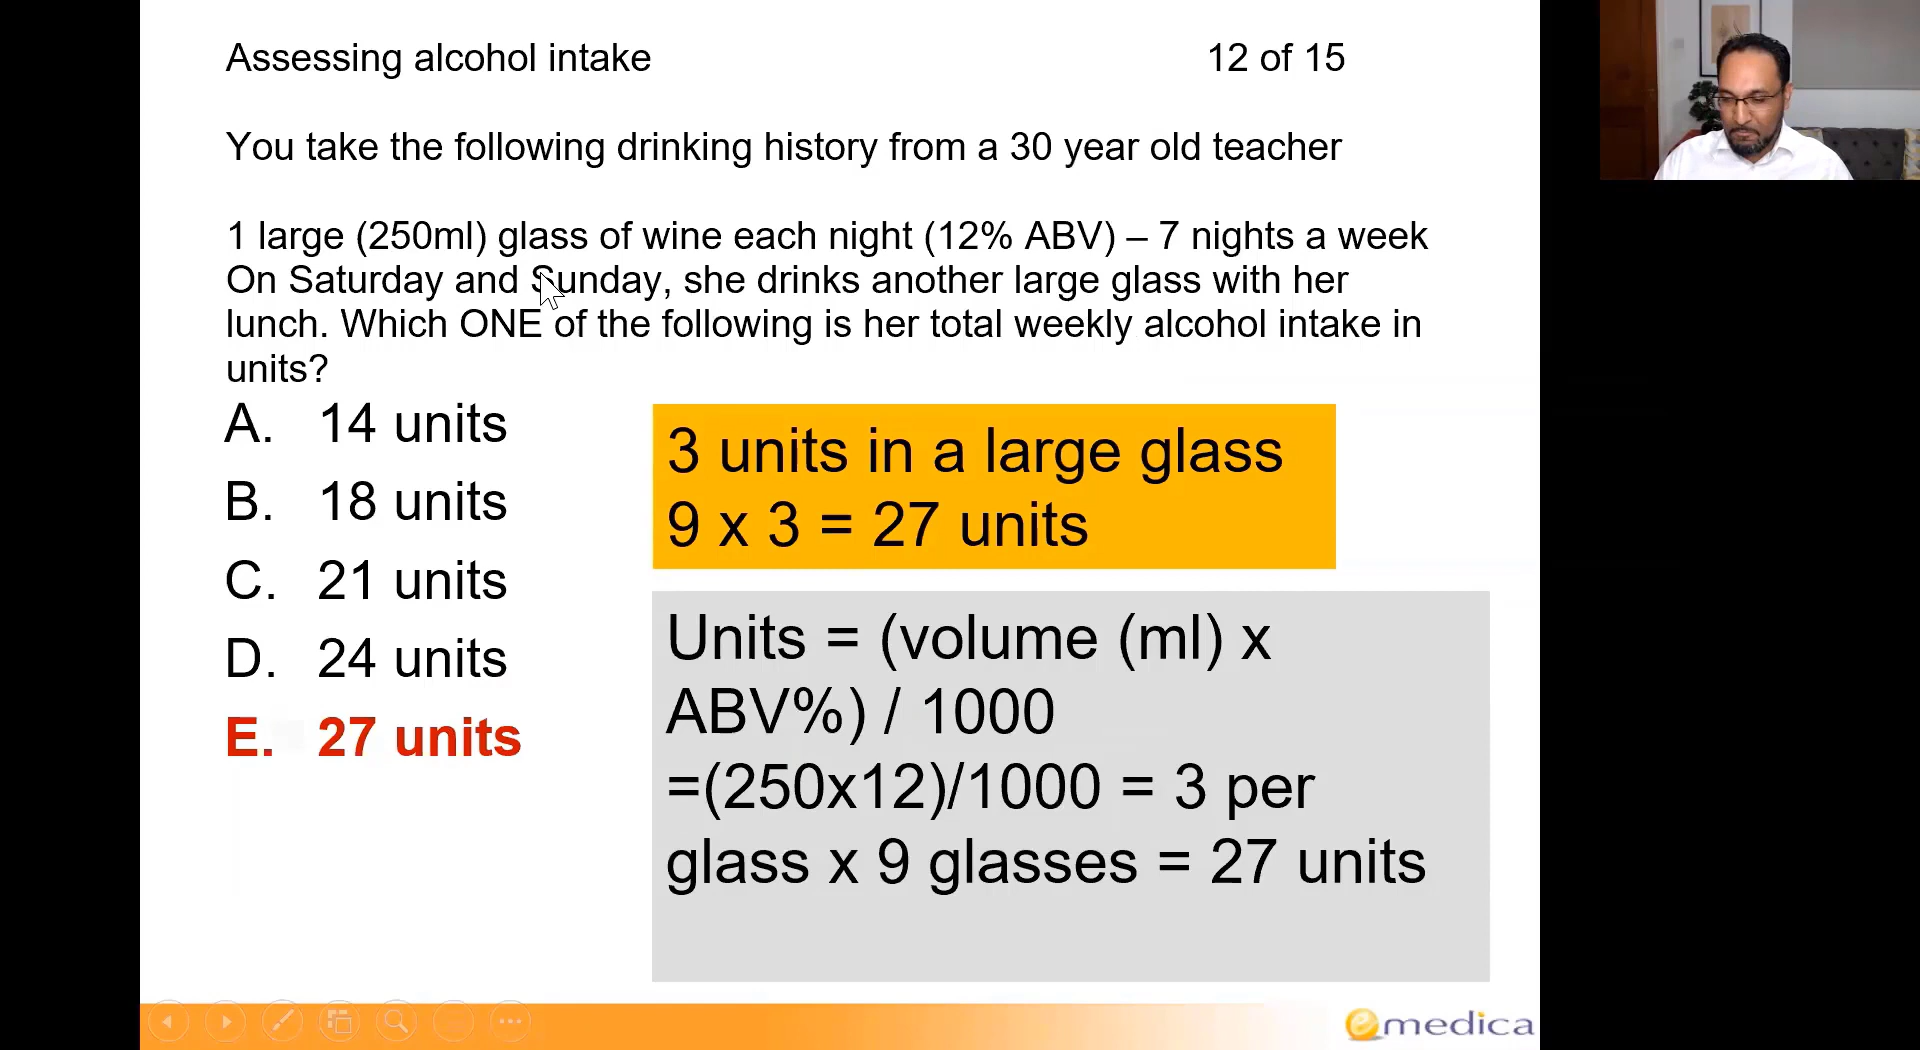 Assessing alcohol intake 12 of 15
You take the following drinking history from a 30 year old teacher
1 large (250ml) glass of wine each night (12% ABV) – 7 nights a week
On Saturday and Sunday, she drinks another large glass with her
lunch. Which ONE of the following is her total weekly alcohol intake in
units?
A. 14 units
B. 18 units
C. 21 units
D. 24 units
E. 27 units
3 units in a large glass
9 x 3 = 27 units
Units = (volume (ml) x
ABV%) / 1000
=(250x12)/1000 = 3 per
glass x 9 glasses = 27 units
emedica